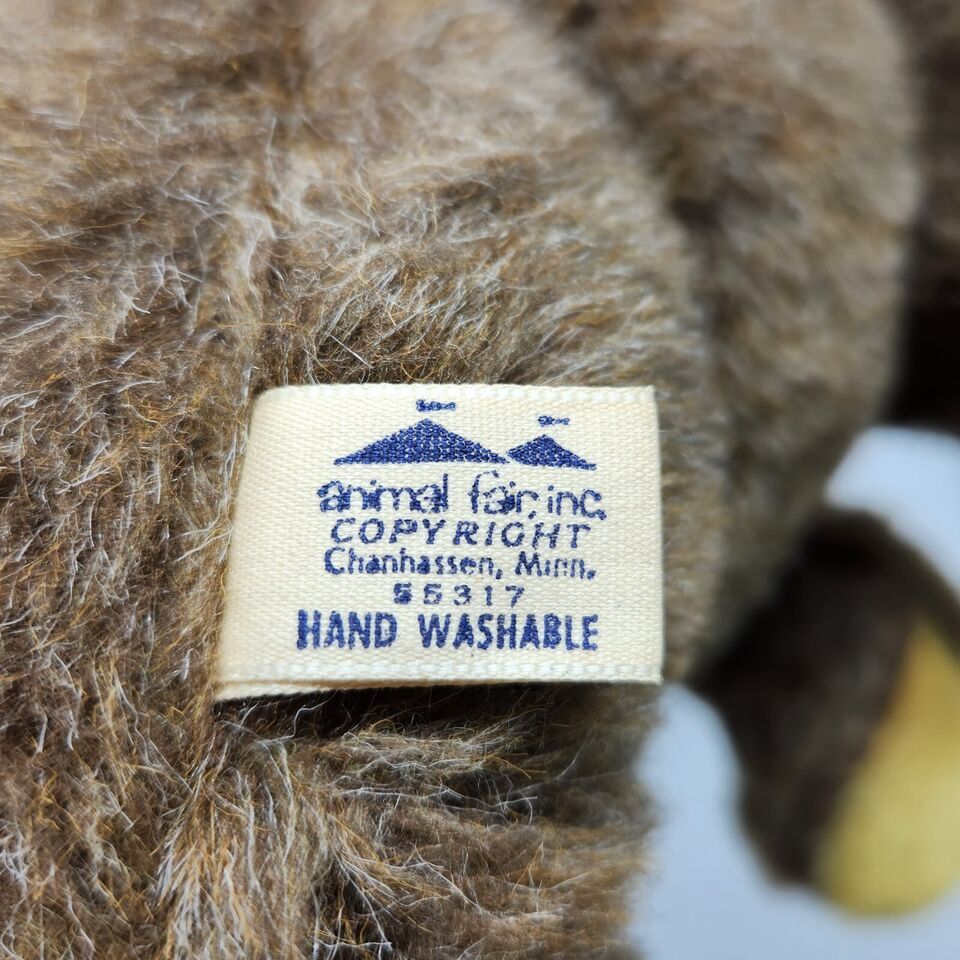 animal fair, inc.
COPYRIGHT
Chanhassen, Minn.
55317
HAND WASHABLE